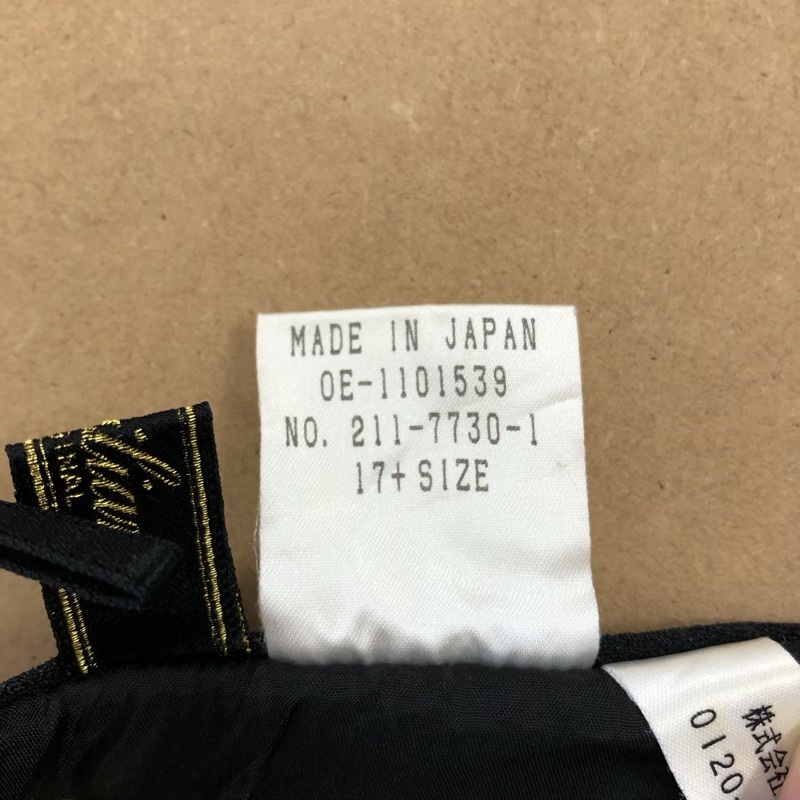 MADE IN JAPAN
OE-1101539
NO. 211-7730-1
17+ SIZE
株式会社
0120-